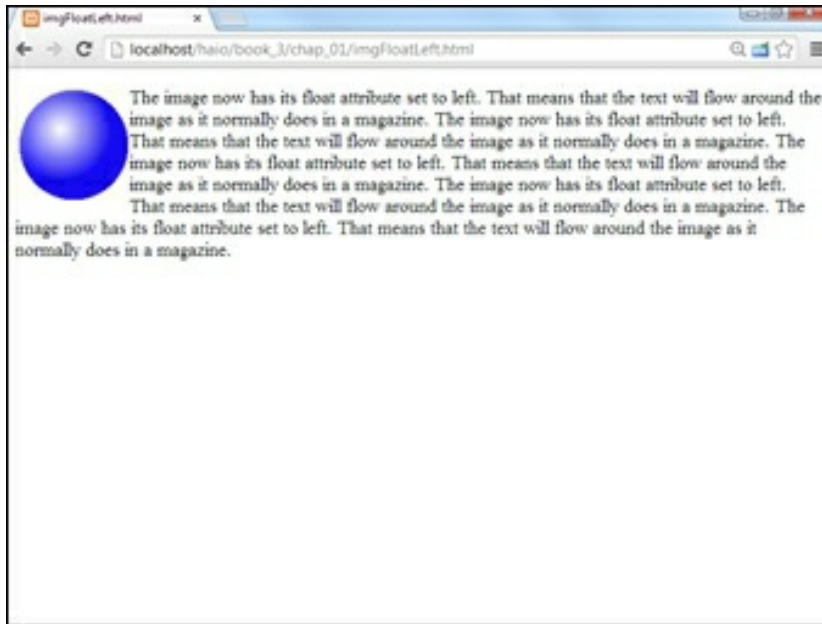 imgFloatLeft.html
localhost/haio/book_3/chap_01/imgFloatLeft.html
The image now has its float attribute set to left. That means that the text will flow around the
image as it normally does in a magazine. The image now has its float attribute set to left.
That means that the text will flow around the image as it normally does in a magazine. The
image now has its float attribute set to left. That means that the text will flow around the
image as it normally does in a magazine. The image now has its float attribute set to left.
That means that the text will flow around the image as it normally does in a magazine. The
image now has its float attribute set to left. That means that the text will flow around the image as it
normally does in a magazine.